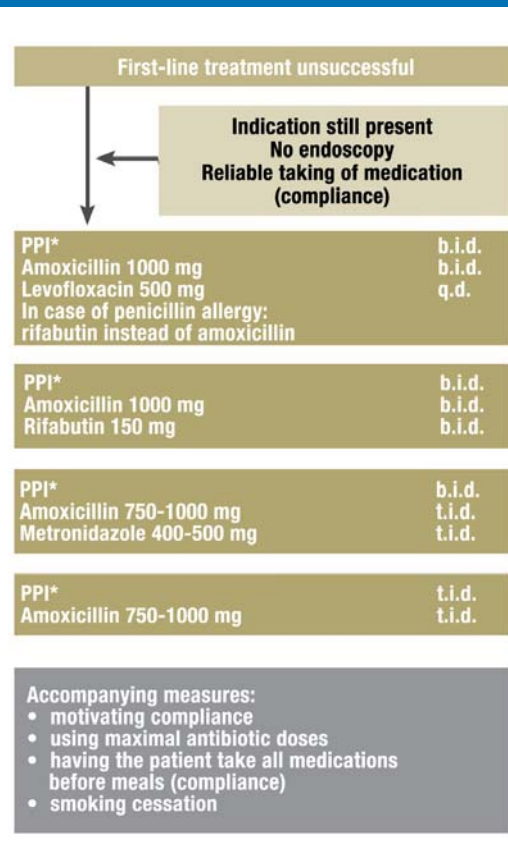 First-line treatment unsuccessful
Indication still present
No endoscopy
Reliable taking of medication
(compliance)
PPI* b.i.d.
Amoxicillin 1000 mg b.i.d.
Levofloxacin 500 mg q.d.
In case of penicillin allergy:
rifabutin instead of amoxicillin
PPI* b.i.d.
Amoxicillin 1000 mg b.i.d.
Rifabutin 150 mg b.i.d.
PPI* b.i.d.
Amoxicillin 750-1000 mg t.i.d.
Metronidazole 400-500 mg t.i.d.
PPI* t.i.d.
Amoxicillin 750-1000 mg t.i.d.
Accompanying measures:
• motivating compliance
• using maximal antibiotic doses
• having the patient take all medications
before meals (compliance)
• smoking cessation